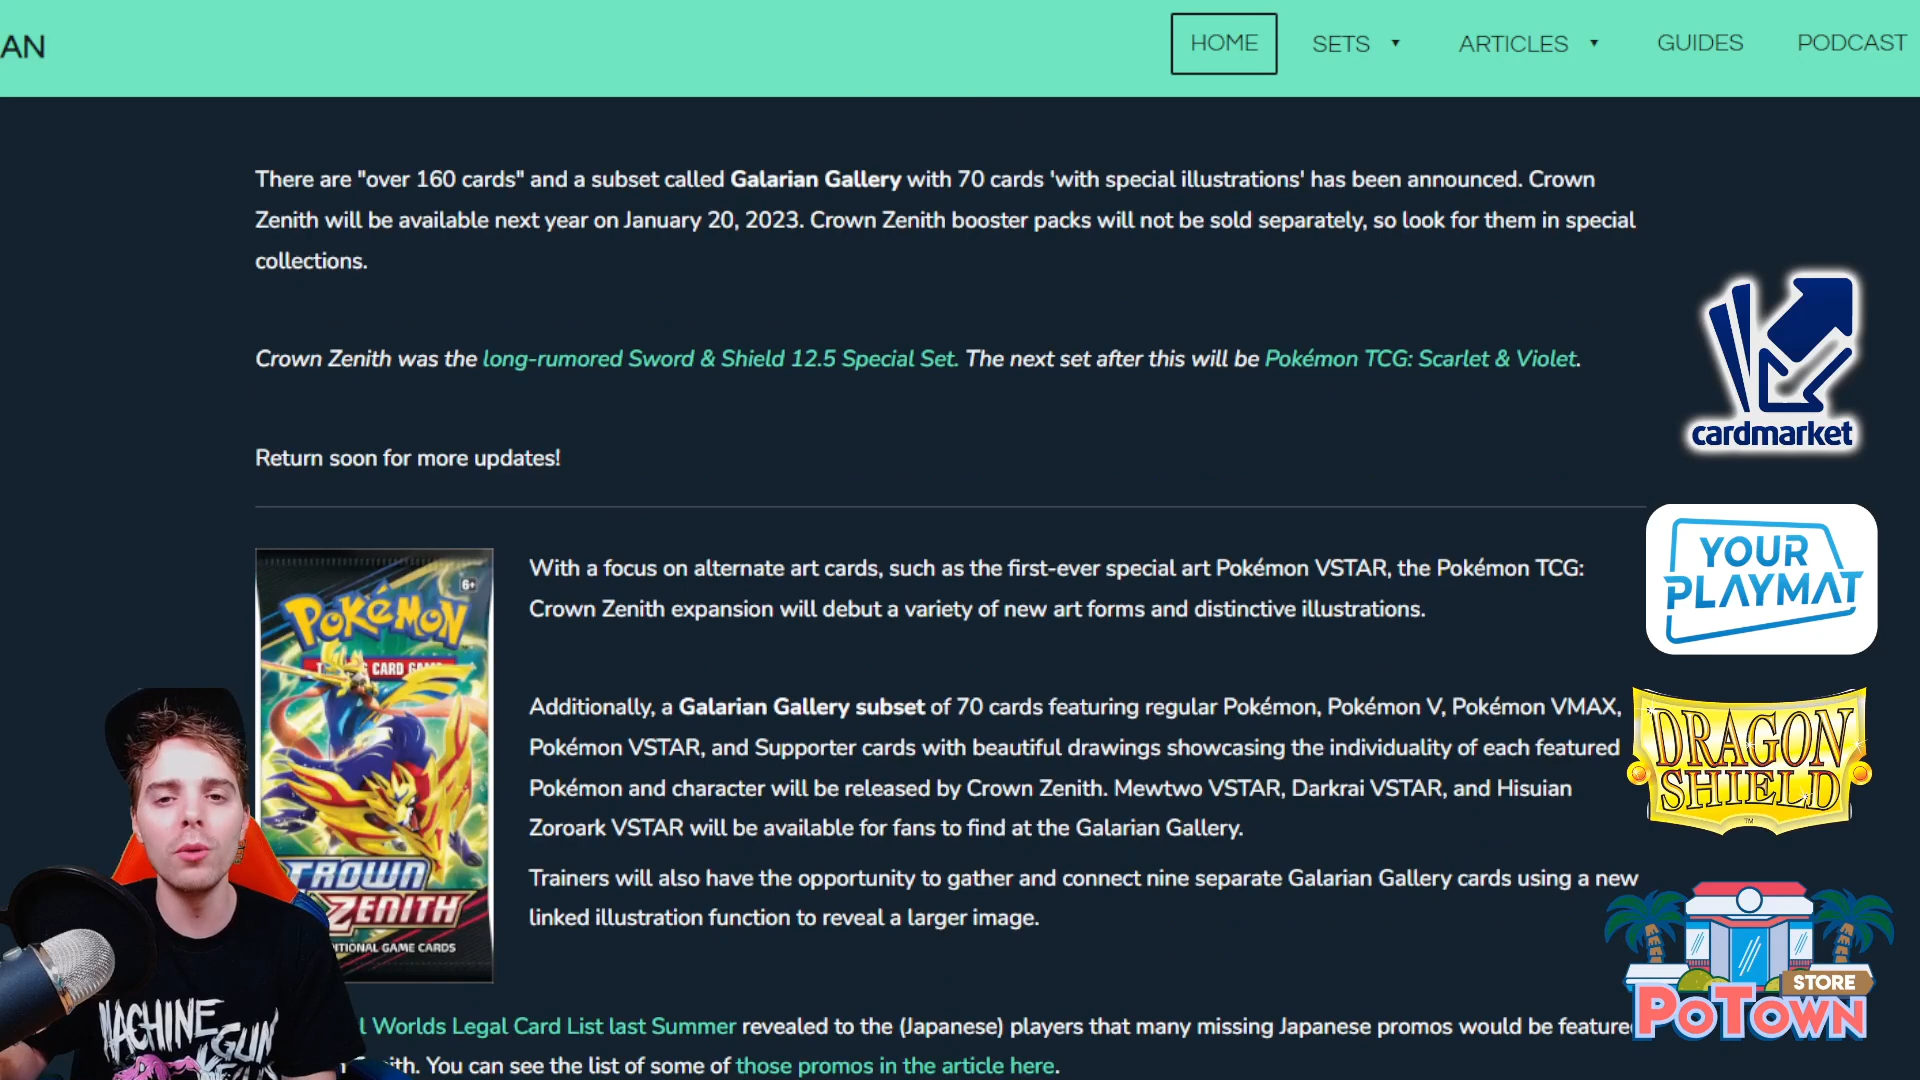 AN
HOME
SETS
ARTICLES
GUIDES
PODCAST
There are "over 160 cards" and a subset called Galarian Gallery with 70 cards 'with special illustrations' has been announced. Crown
Zenith will be available next year on January 20, 2023. Crown Zenith booster packs will not be sold separately, so look for them in special
collections.
Crown Zenith was the long-rumored Sword & Shield 12.5 Special Set. The next set after this will be Pokémon TCG: Scarlet & Violet.
Return soon for more updates!
With a focus on alternate art cards, such as the first-ever special art Pokémon VSTAR, the Pokémon TCG:
Crown Zenith expansion will debut a variety of new art forms and distinctive illustrations.
Additionally, a Galarian Gallery subset of 70 cards featuring regular Pokémon, Pokémon V, Pokémon VMAX,
Pokémon VSTAR, and Supporter cards with beautiful drawings showcasing the individuality of each featured
Pokémon and character will be released by Crown Zenith. Mewtwo VSTAR, Darkrai VSTAR, and Hisuian
Zoroark VSTAR will be available for fans to find at the Galarian Gallery.
Trainers will also have the opportunity to gather and connect nine separate Galarian Gallery cards using a new
linked illustration function to reveal a larger image.
l Worlds Legal Card List last Summer revealed to the (Japanese) players that many missing Japanese promos would be feature
ith. You can see the list of some of those promos in the article here.
6+
POKéMON
CARD GAM
CROWN
ZENITH
ITIONAL GAME CARDS
MACHINE
GUN
cardmarket
YOUR
PLAYMAT
DRAGON
SHIELD
TM
STORE
POTOWN